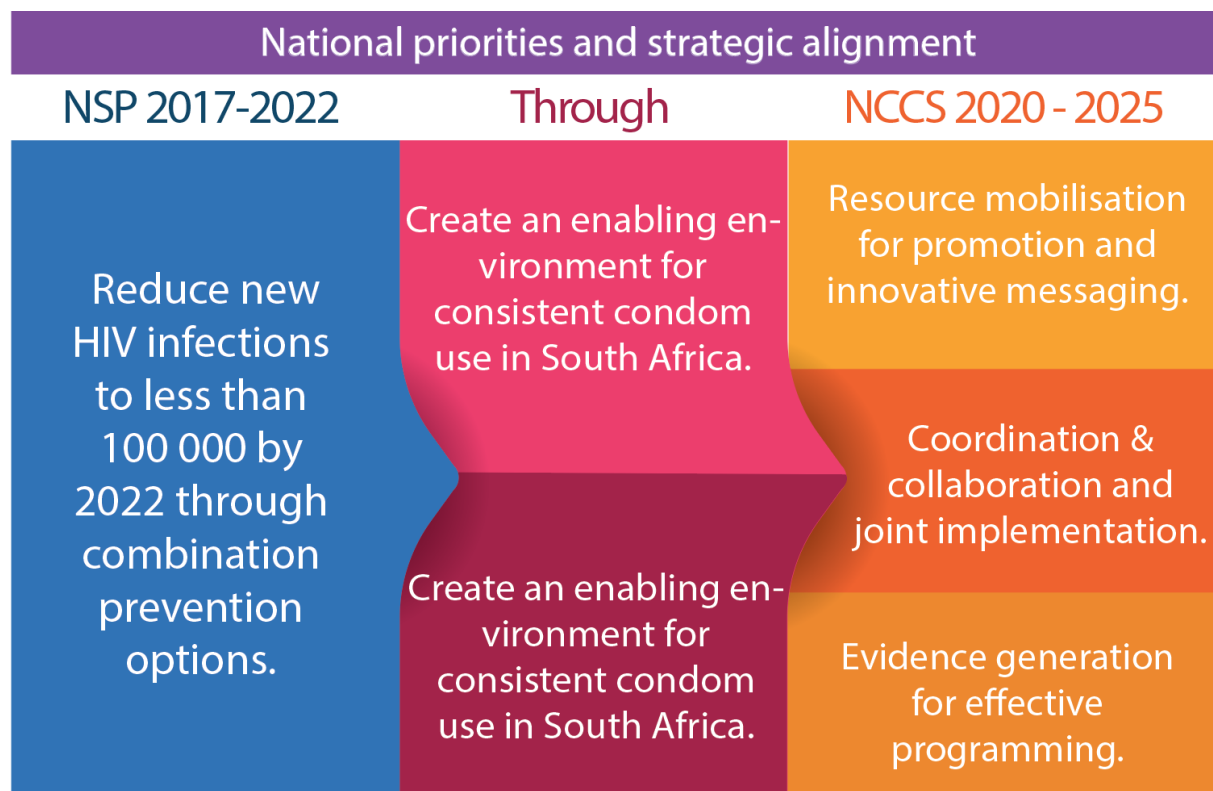 National priorities and strategic alignment
NSP 2017-2022
Through
NCCS 2020 - 2025
Reduce new
HIV infections
to less than
100 000 by
2022 through
combination
prevention
options.
Create an enabling en-
vironment for
consistent condom
use in South Africa.
Create an enabling en-
vironment for
consistent condom
use in South Africa.
Resource mobilisation
for promotion and
innovative messaging.
Coordination &
collaboration and
joint implementation.
Evidence generation
for effective
programming.